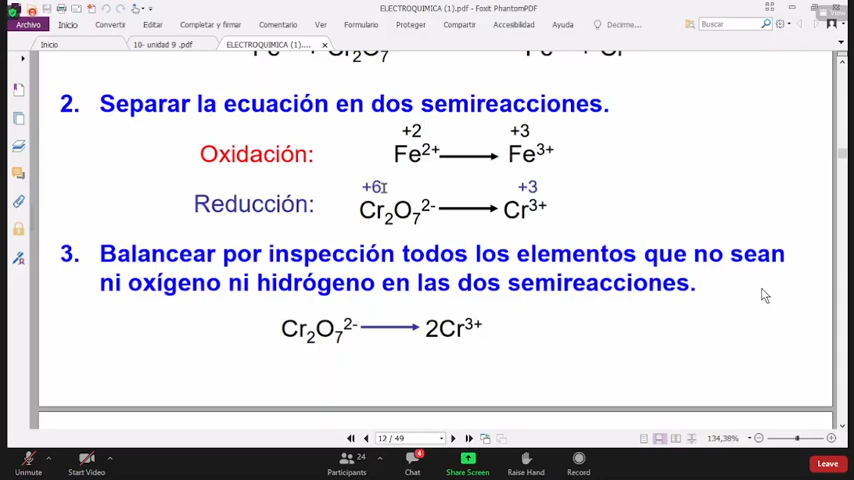 ELECTROQUIMICA (1).pdf - Foxit PhantomPDF
View
Archivo Inicio Convertir Editar Completar y firmar Revisar Ver Formulario Proteger Compartir Accesibilidad Ayuda Decirme... Buscar
Inicio 10- unidad 9 .pdf ELECTROQUIMICA (1).... ×
2. Separar la ecuación en dos semireacciones.
+2 +3
Oxidación: Fe²⁺ → Fe³⁺
+6 +3
Reducción: Cr₂O₇²⁻ → Cr³⁺
3. Balancear por inspección todos los elementos que no sean
ni oxígeno ni hidrógeno en las dos semireacciones.
Cr₂O₇²⁻ → 2Cr³⁺
12 / 49 134,38%
Unmute Start Video Participants 24 Chat 4 Share Screen Raise Hand Record Leave